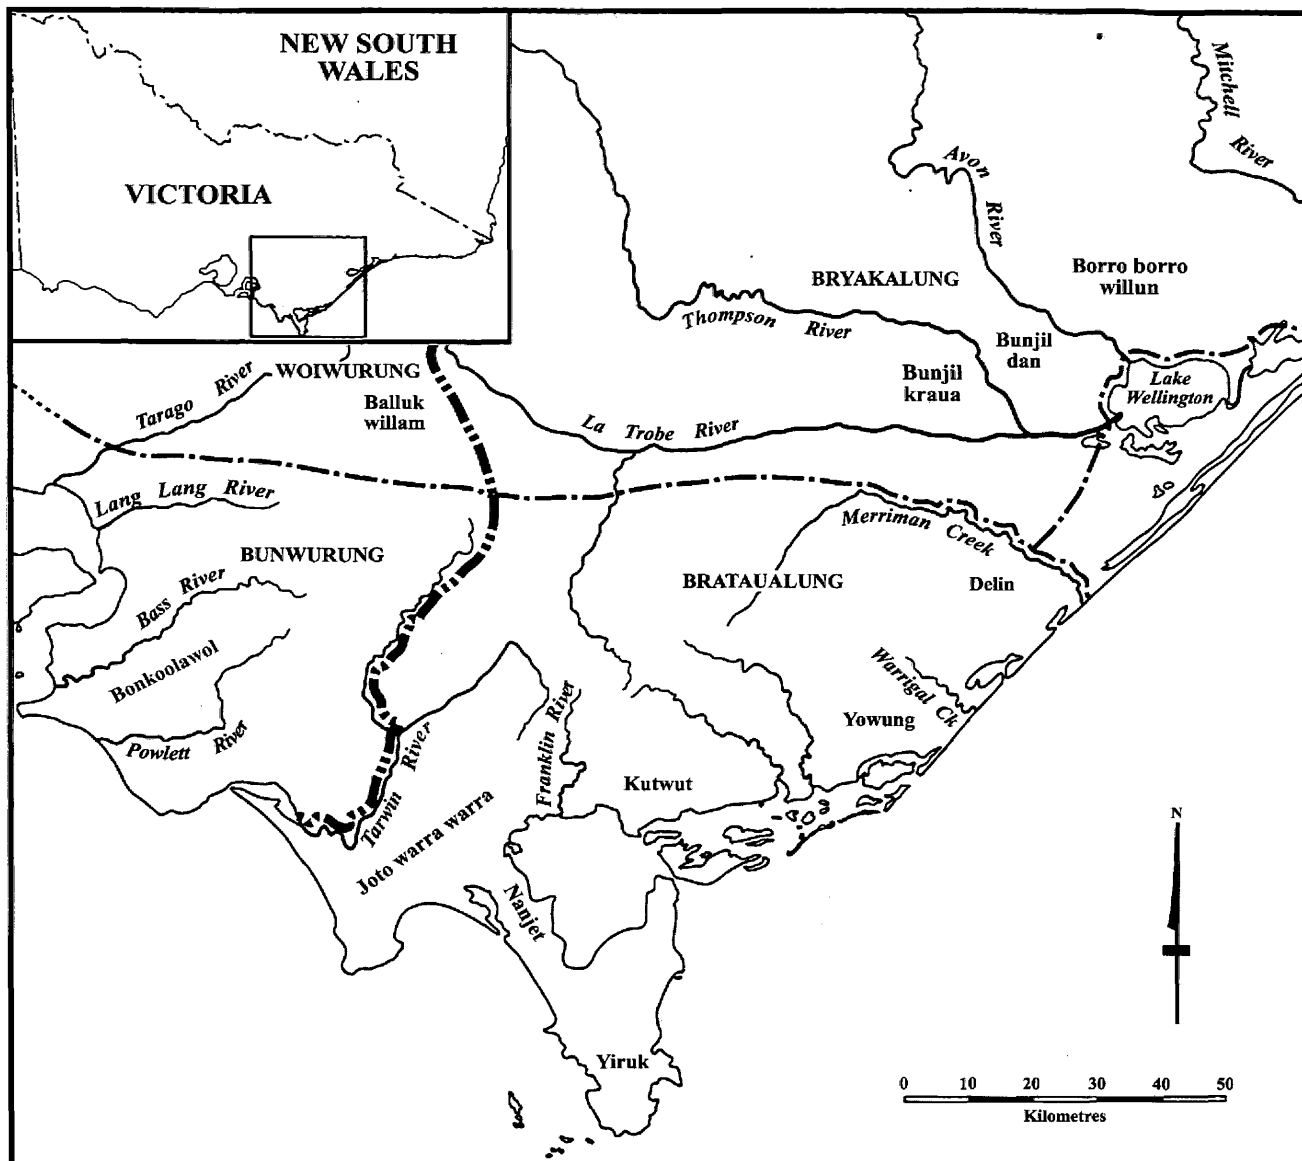 NEW SOUTH
WALES
VICTORIA
Mitchell
River
Avon
River
BRYAKALUNG
Borro borro
willun
Thompson River
Bunjil
dan
Bunjil
kraua
Lake
Wellington
WOIWURUNG
Tarago River
Balluk
willam
La Trobe River
Lang Lang River
Merriman Creek
BUNWURUNG
BRATAUALUNG
Delin
Bass River
Bonkoolawol
Warrigal Ck
Yowung
Powlett River
Franklin River
Kutwut
Tarwin River
Joto warra warra
Nanjet
Yiruk
N
0 10 20 30 40 50
Kilometres